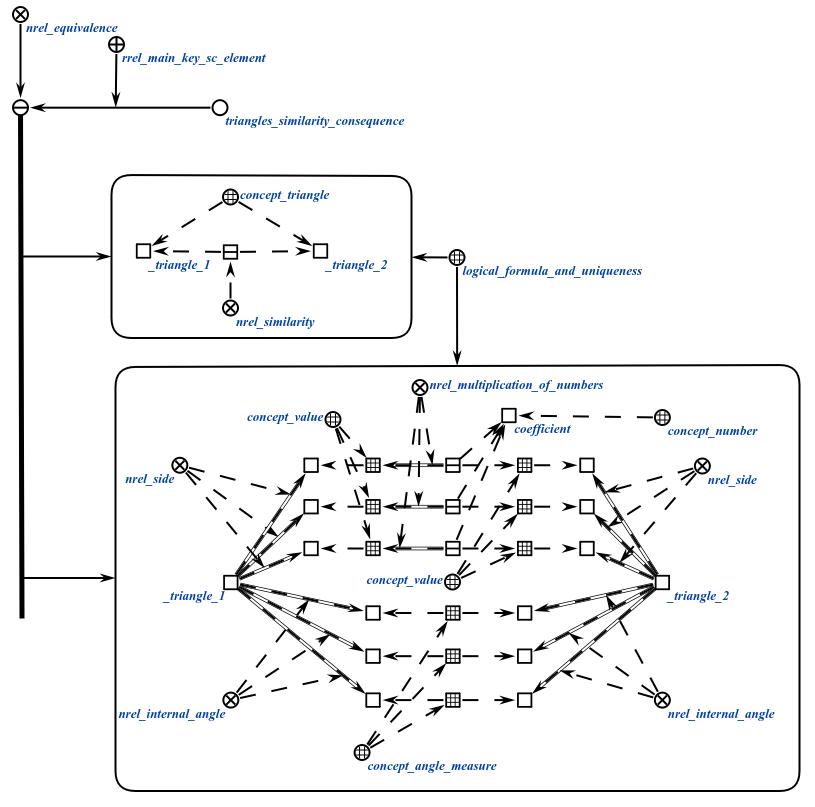 nrel_equivalence
rrel_main_key_sc_element
triangles_similarity_consequence
concept_triangle
_triangle_1
_triangle_2
logical_formula_and_uniqueness
nrel_similarity
nrel_multiplication_of_numbers
concept_value
coefficient
concept_number
nrel_side
nrel_side
concept_value
_triangle_1
_triangle_2
nrel_internal_angle
nrel_internal_angle
concept_angle_measure